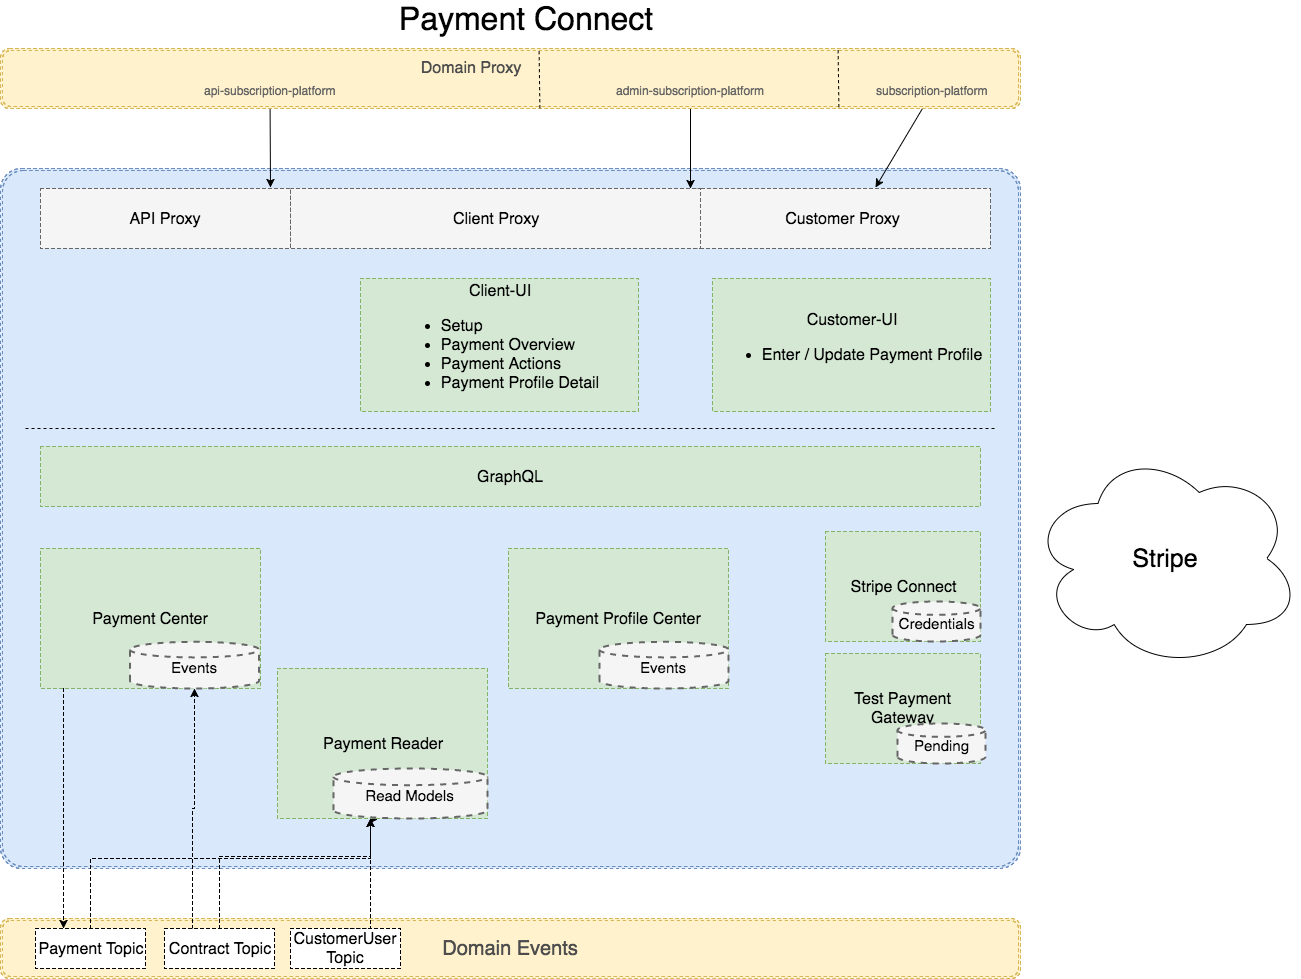 Payment Connect
Domain Proxy
api-subscription-platform
admin-subscription-platform
subscription-platform
API Proxy
Client Proxy
Customer Proxy
Client-UI
• Setup
• Payment Overview
• Payment Actions
• Payment Profile Detail
Customer-UI
• Enter / Update Payment Profile
GraphQL
Payment Center
Events
Payment Profile Center
Events
Stripe Connect
Credentials
Stripe
Payment Reader
Read Models
Test Payment
Gateway
Pending
Payment Topic
Contract Topic
CustomerUser
Topic
Domain Events